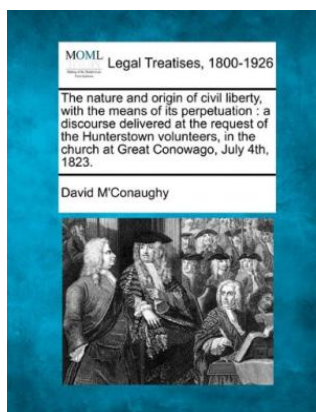 MOML Legal Treatises, 1800-1926
The nature and origin of civil liberty,
with the means of its perpetuation : a
discourse delivered at the request of
the Hunterstown volunteers, in the
church at Great Conowago, July 4th,
1823.
David M'Conaughy